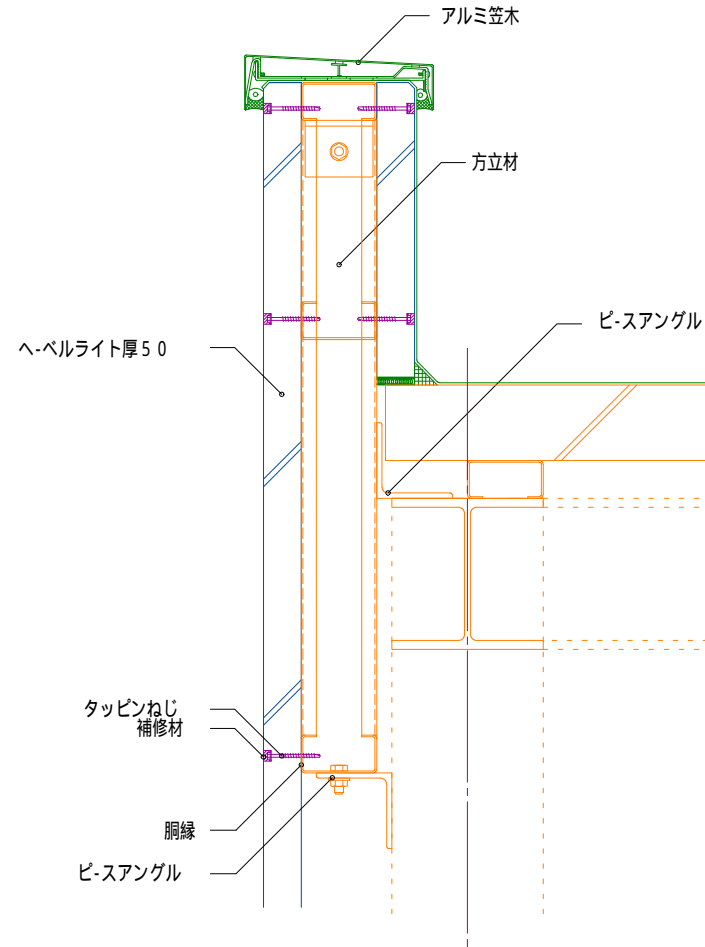 アルミ笠木
方立材
ピ-スアングル
ヘ-ベルライト厚５０
タッピンねじ
補修材
胴縁
ピ-スアングル